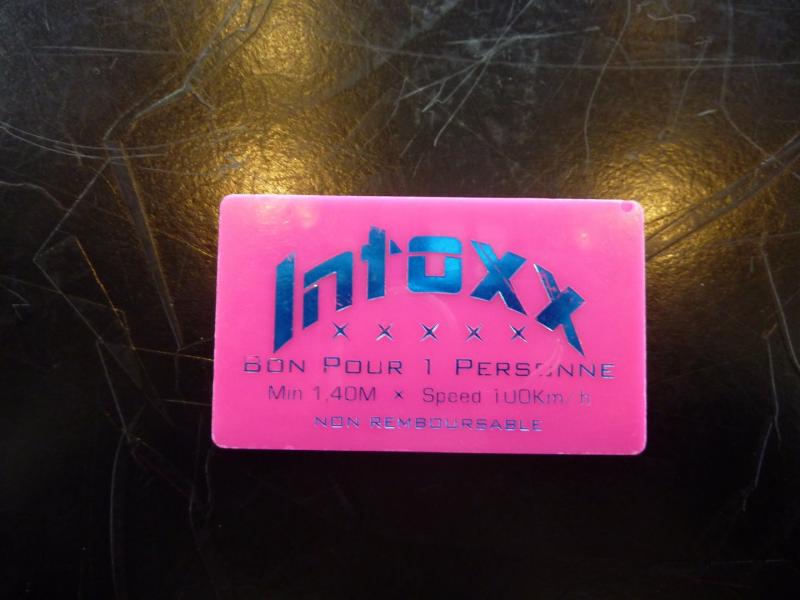 Intoxx
x x x x x
Bon Pour 1 Personne
Min 1,40M x Speed 100Km/h
NON REMBOURSABLE